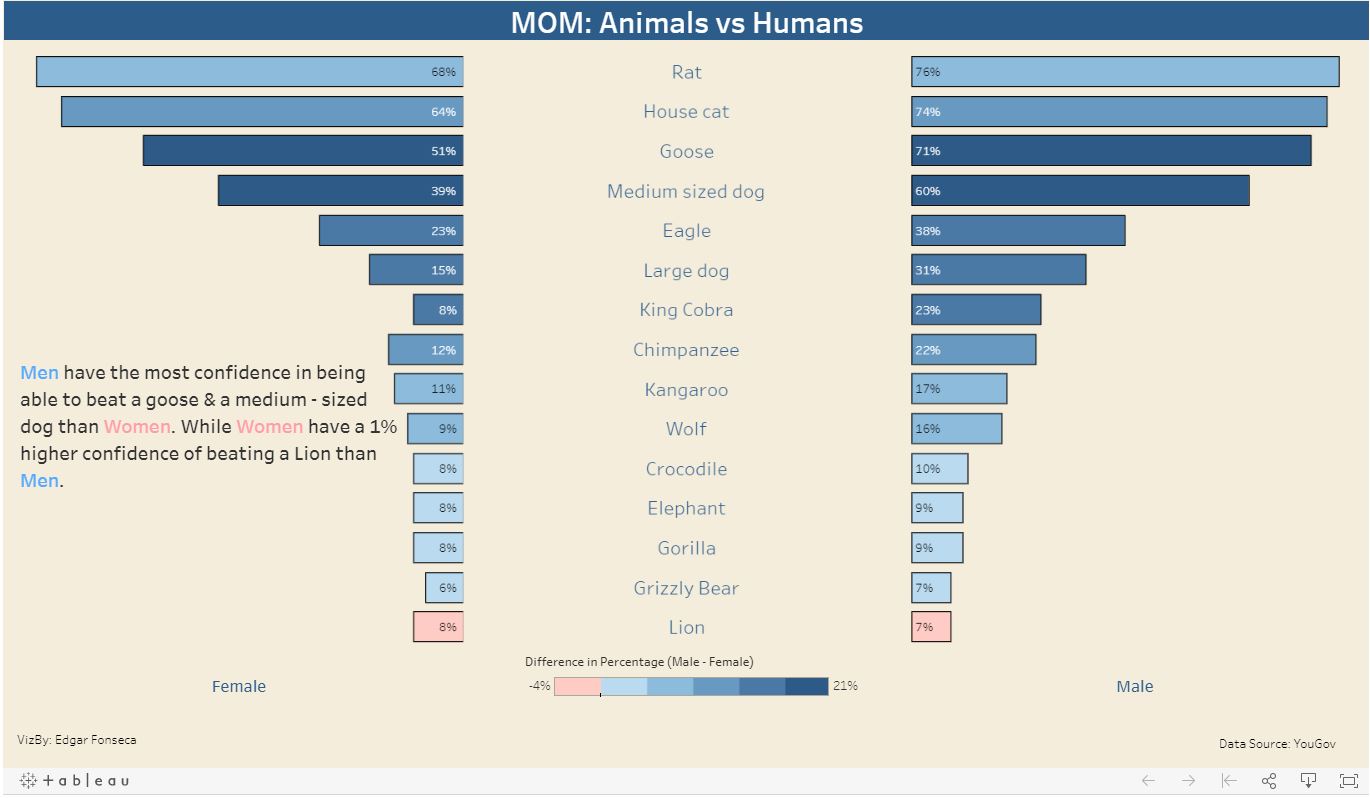 MOM: Animals vs Humans
68% Rat 76%
64% House cat 74%
51% Goose 71%
39% Medium sized dog 60%
23% Eagle 38%
15% Large dog 31%
8% King Cobra 23%
12% Chimpanzee 22%
11% Kangaroo 17%
9% Wolf 16%
8% Crocodile 10%
8% Elephant 9%
8% Gorilla 9%
6% Grizzly Bear 7%
8% Lion 7%
Men have the most confidence in being
able to beat a goose & a medium - sized
dog than Women. While Women have a 1%
higher confidence of beating a Lion than
Men.
Difference in Percentage (Male - Female)
-4% 21%
Female Male
VizBy: Edgar Fonseca
Data Source: YouGov
+ableau